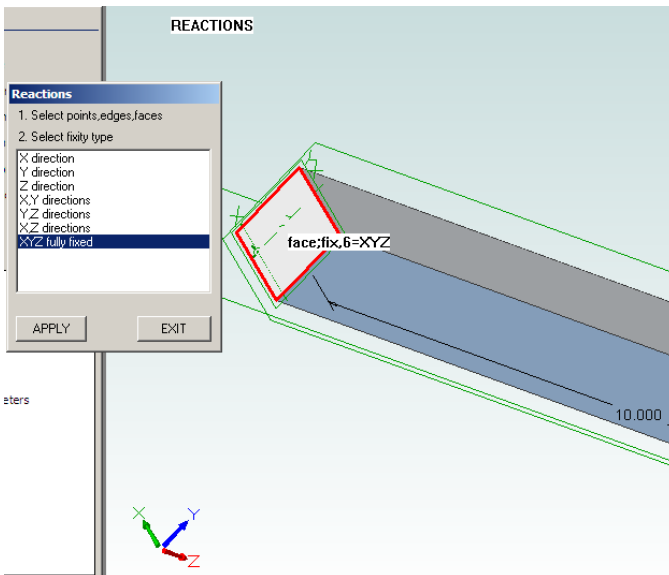 REACTIONS
Reactions
1. Select points,edges,faces
2. Select fixity type
X direction
Y direction
Z direction
X,Y directions
Y,Z directions
X,Z directions
XYZ fully fixed
APPLY
EXIT
face;fix,6=XYZ
10.000
eters
X
Y
Z